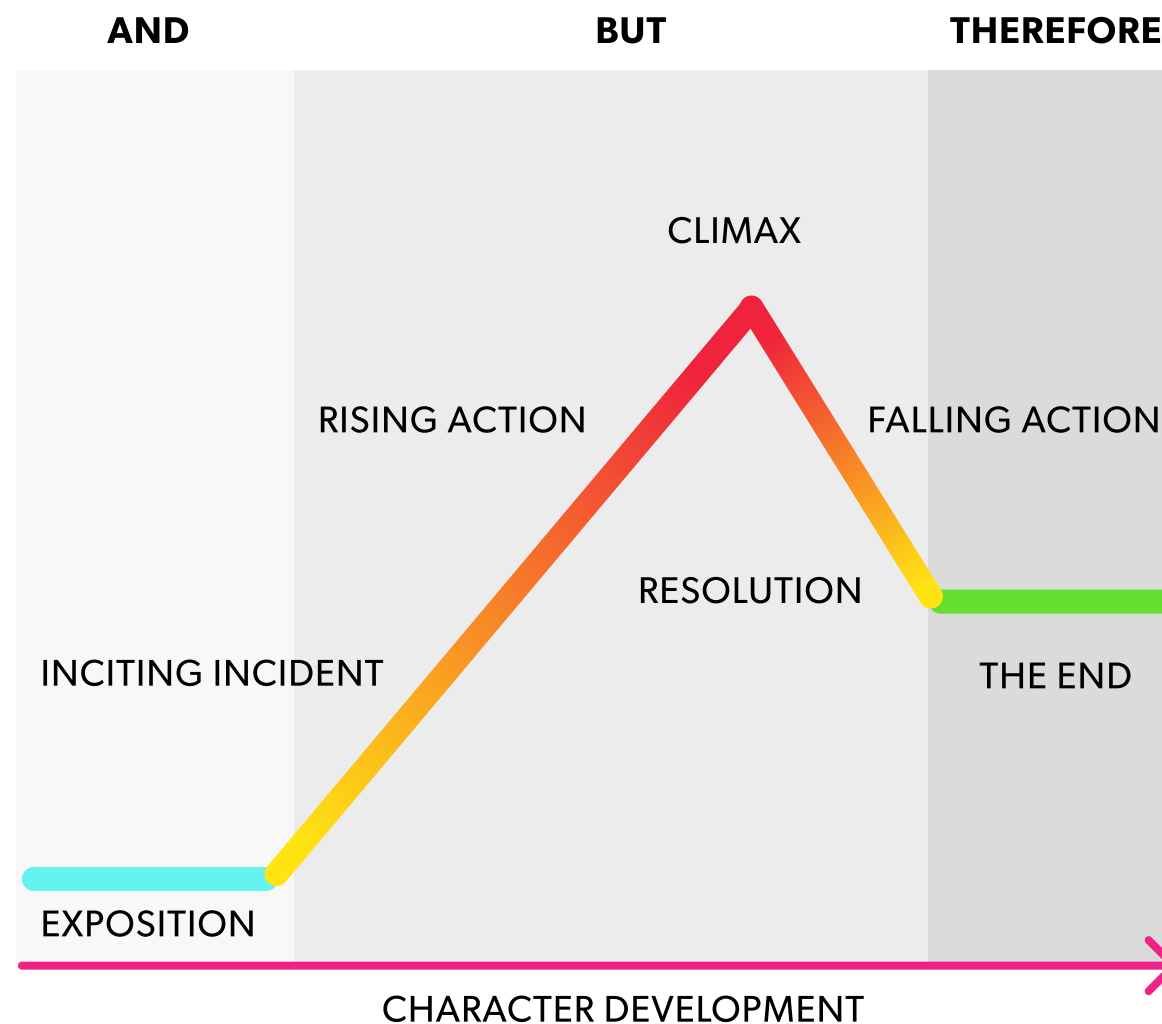 AND
BUT
THEREFORE
CLIMAX
RISING ACTION
FALLING ACTION
RESOLUTION
INCITING INCIDENT
THE END
EXPOSITION
CHARACTER DEVELOPMENT